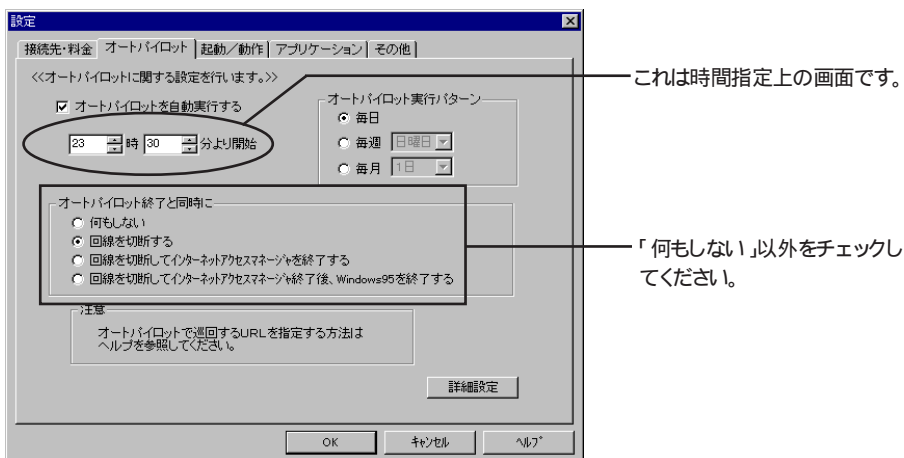 設定
接続先・料金 オートパイロット 起動／動作 アプリケーション その他
<<オートパイロットに関する設定を行います。>>
オートパイロットを自動実行する
23 時 30 分より開始
オートパイロット実行パターン
毎日
毎週 日曜日
毎月 1日
これは時間指定上の画面です。
オートパイロット終了と同時に
何もしない
回線を切断する
回線を切断してインターネットアクセスマネージャを終了する
回線を切断してインターネットアクセスマネージャ終了後、Windows95を終了する
「何もしない」以外をチェックし
てください。
注意
オートパイロットで巡回するURLを指定する方法は
ヘルプを参照してください。
詳細設定
OK キャンセル ヘルプ